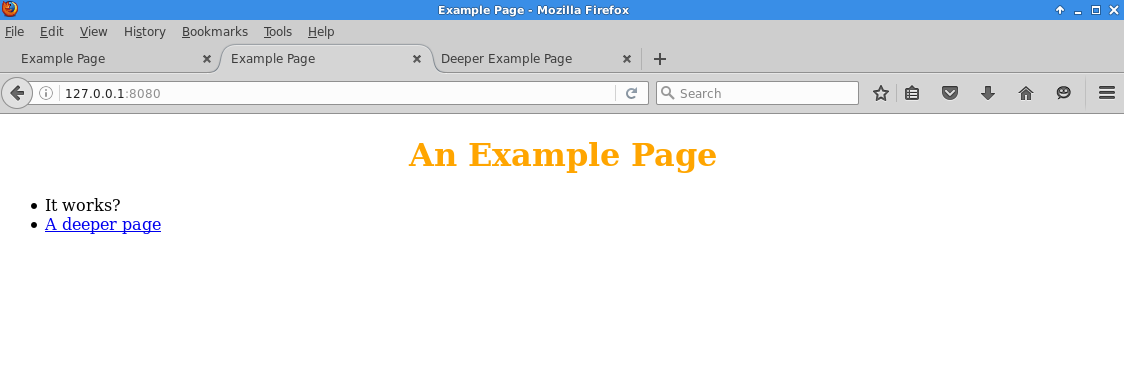 Example Page - Mozilla Firefox
File Edit View History Bookmarks Tools Help
Example Page Example Page Deeper Example Page
127.0.0.1:8080 Search
An Example Page
It works?
A deeper page